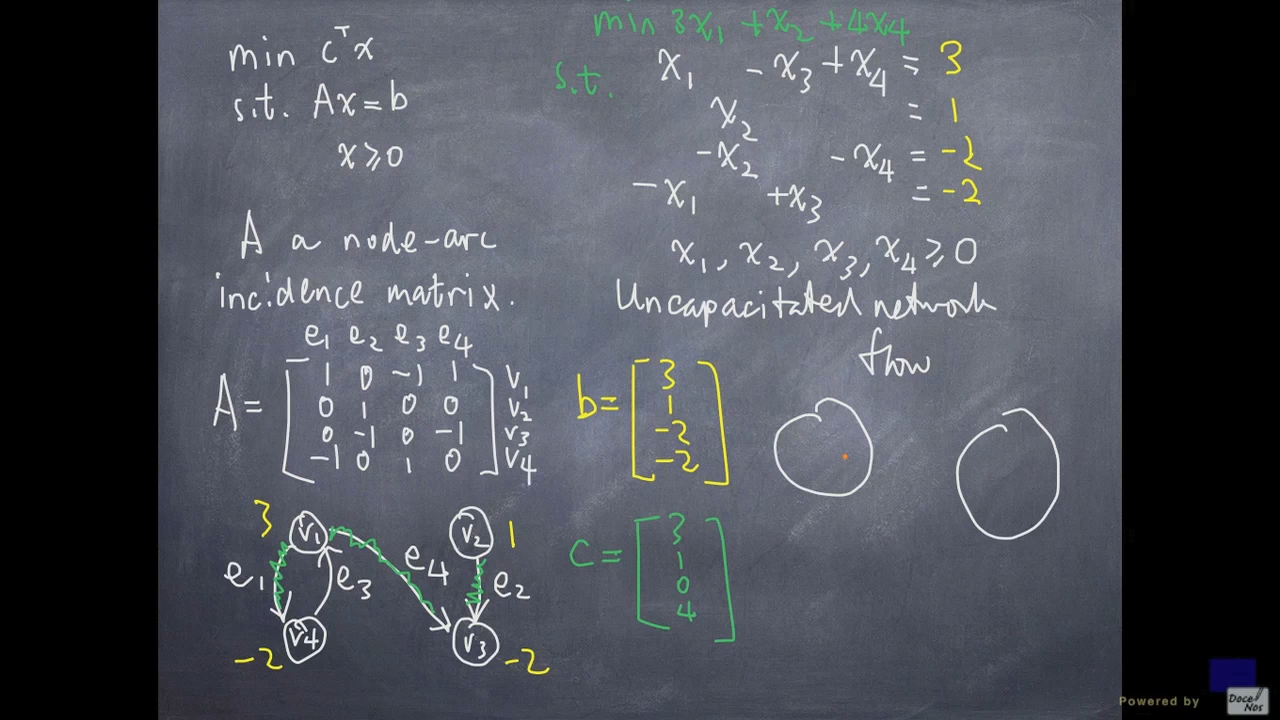 min cᵀx
s.t. Ax = b
x ≥ 0
A a node-arc
incidence matrix.
e₁ e₂ e₃ e₄
A = [ 1 0 -1 1 ] v₁
0 1 0 0 v₂
0 -1 0 -1 v₃
-1 0 1 0 v₄
3 v₁ v₂ 1
e₁ e₃ e₄ e₂
v₄ v₃
-2 -2
min 3x₁ + x₂ + 4x₄
s.t. x₁ - x₃ + x₄ = 3
x₂ = 1
-x₂ - x₄ = -2
-x₁ + x₃ = -2
x₁, x₂, x₃, x₄ ≥ 0
Uncapacitated network
flow
b = [ 3
1
-2
-2 ]
c = [ 3
1
0
4 ]
Powered by
Doce
Nos